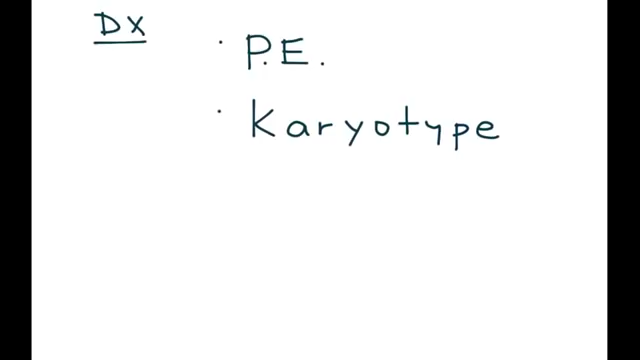 DX
· P.E.
· Karyotype